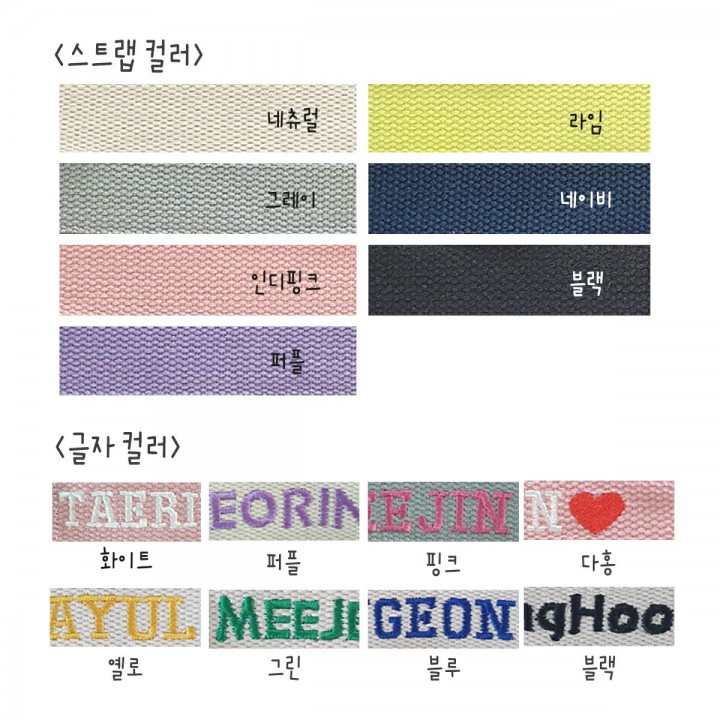 <스트랩 컬러>
네츄럴
라임
그레이
네이비
인디핑크
블랙
퍼플
<글자 컬러>
TAERI
EORIN
EJIN
N
화이트
퍼플
핑크
다홍
AYUL
MEEJE
GEON
gHoo
옐로
그린
블루
블랙